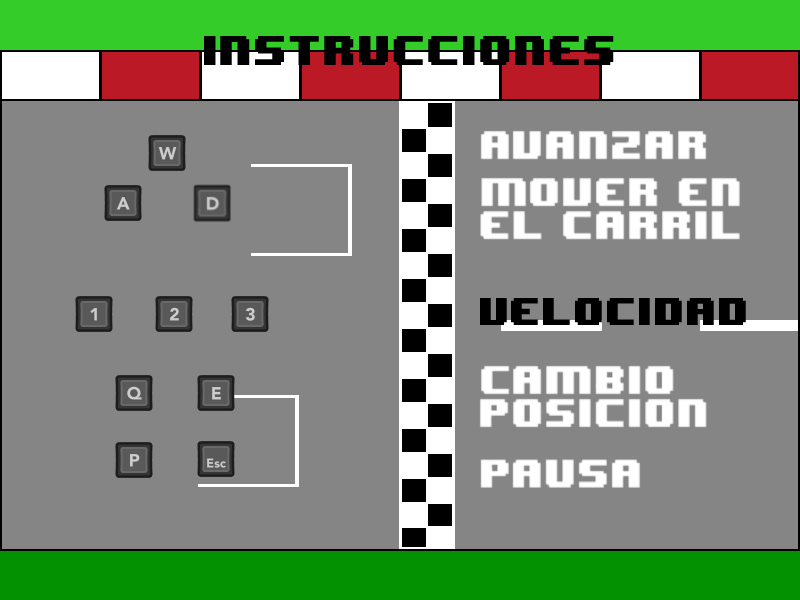 INSTRUCCIONES
W
A D
AVANZAR
MOVER EN
EL CARRIL
1 2 3
VELOCIDAD
Q E
CAMBIO
POSICION
P Esc
PAUSA